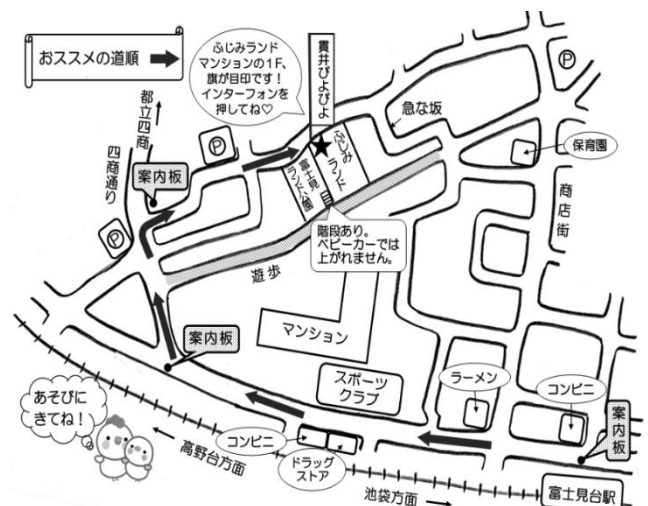 おススメの道順
ふじみランド
マンションの1F、
旗が目印です！
インターフォンを
押してね♡
貫井ぴよぴよ
急な坂
P
保育園
都立四商
四商通り
P
案内板
ふじみ
ランド
富士見
ランド公園
商店街
P
階段あり。
ベビーカーでは
上がれません。
遊歩
マンション
案内板
スポーツ
クラブ
ラーメン
コンビニ
案内板
あそびに
きてね！
高野台方面
コンビニ
ドラッグ
ストア
池袋方面
富士見台駅